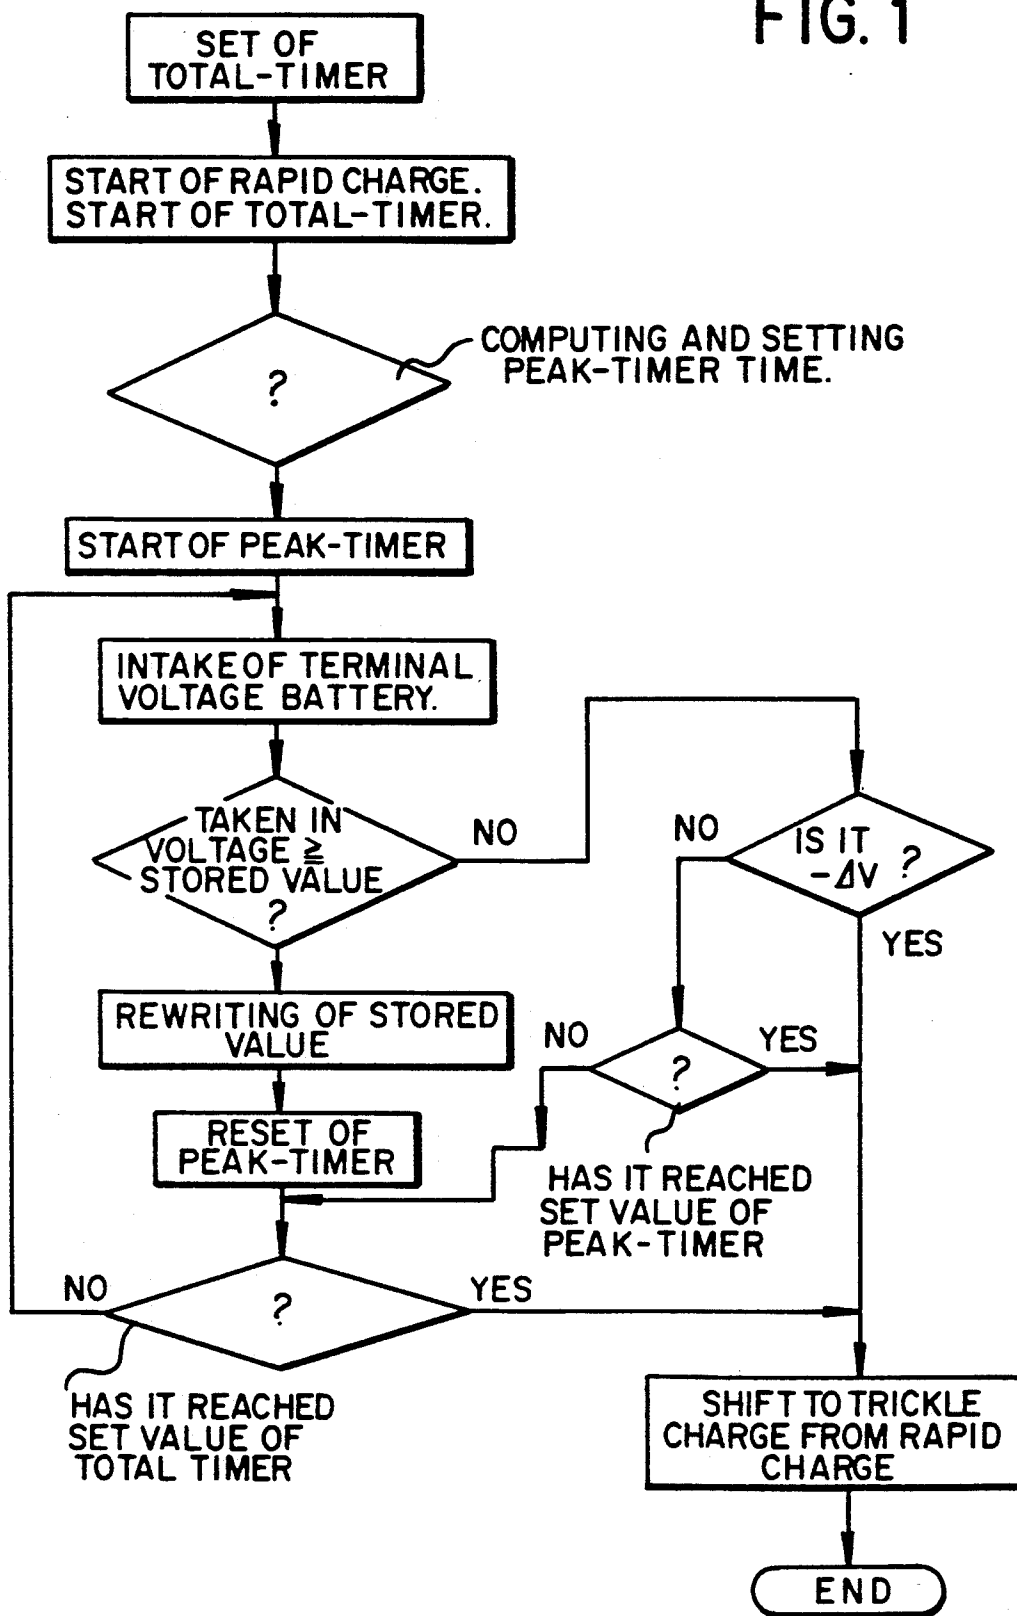 FIG. 1
SET OF
TOTAL-TIMER
START OF RAPID CHARGE.
START OF TOTAL-TIMER.
?
COMPUTING AND SETTING
PEAK-TIMER TIME.
START OF PEAK-TIMER
INTAKE OF TERMINAL
VOLTAGE BATTERY.
TAKEN IN
VOLTAGE ≧
STORED VALUE
?
NO
NO
IS IT
-ΔV ?
YES
REWRITING OF STORED
VALUE
NO
?
YES
RESET OF
PEAK-TIMER
HAS IT REACHED
SET VALUE OF
PEAK-TIMER
NO
?
YES
HAS IT REACHED
SET VALUE OF
TOTAL TIMER
SHIFT TO TRICKLE
CHARGE FROM RAPID
CHARGE
END